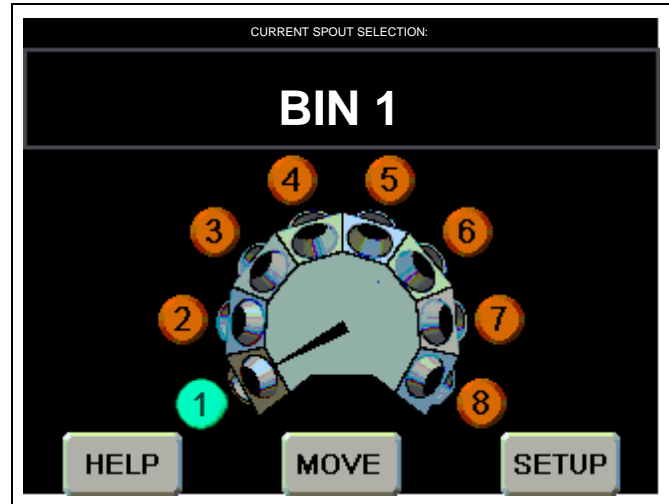 CURRENT SPOUT SELECTION:
BIN 1
4 5
3 6
2 7
1 8
HELP MOVE SETUP